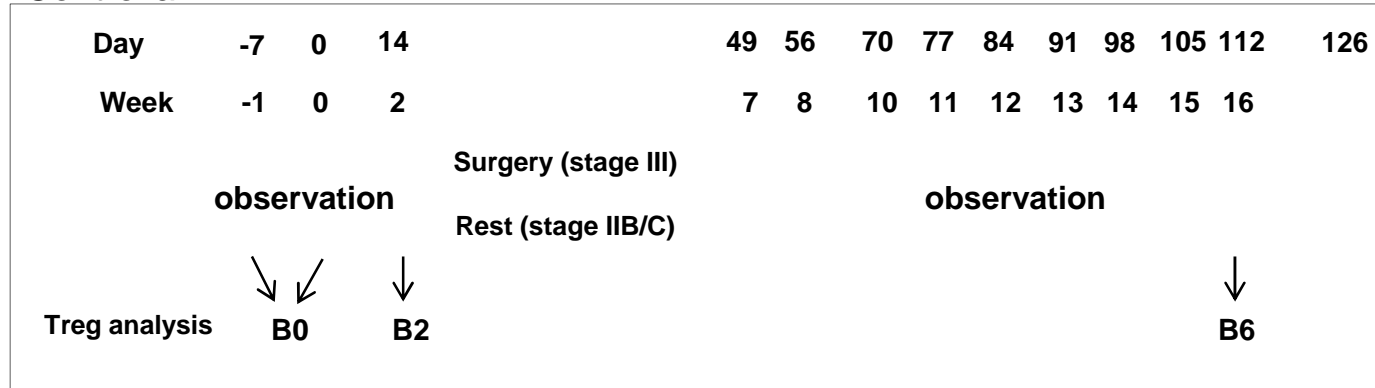 Day -7 0 14 49 56 70 77 84 91 98 105 112 126
Week -1 0 2 7 8 10 11 12 13 14 15 16
Surgery (stage III)
observation observation
Rest (stage IIB/C)
Treg analysis B0 B2 B6